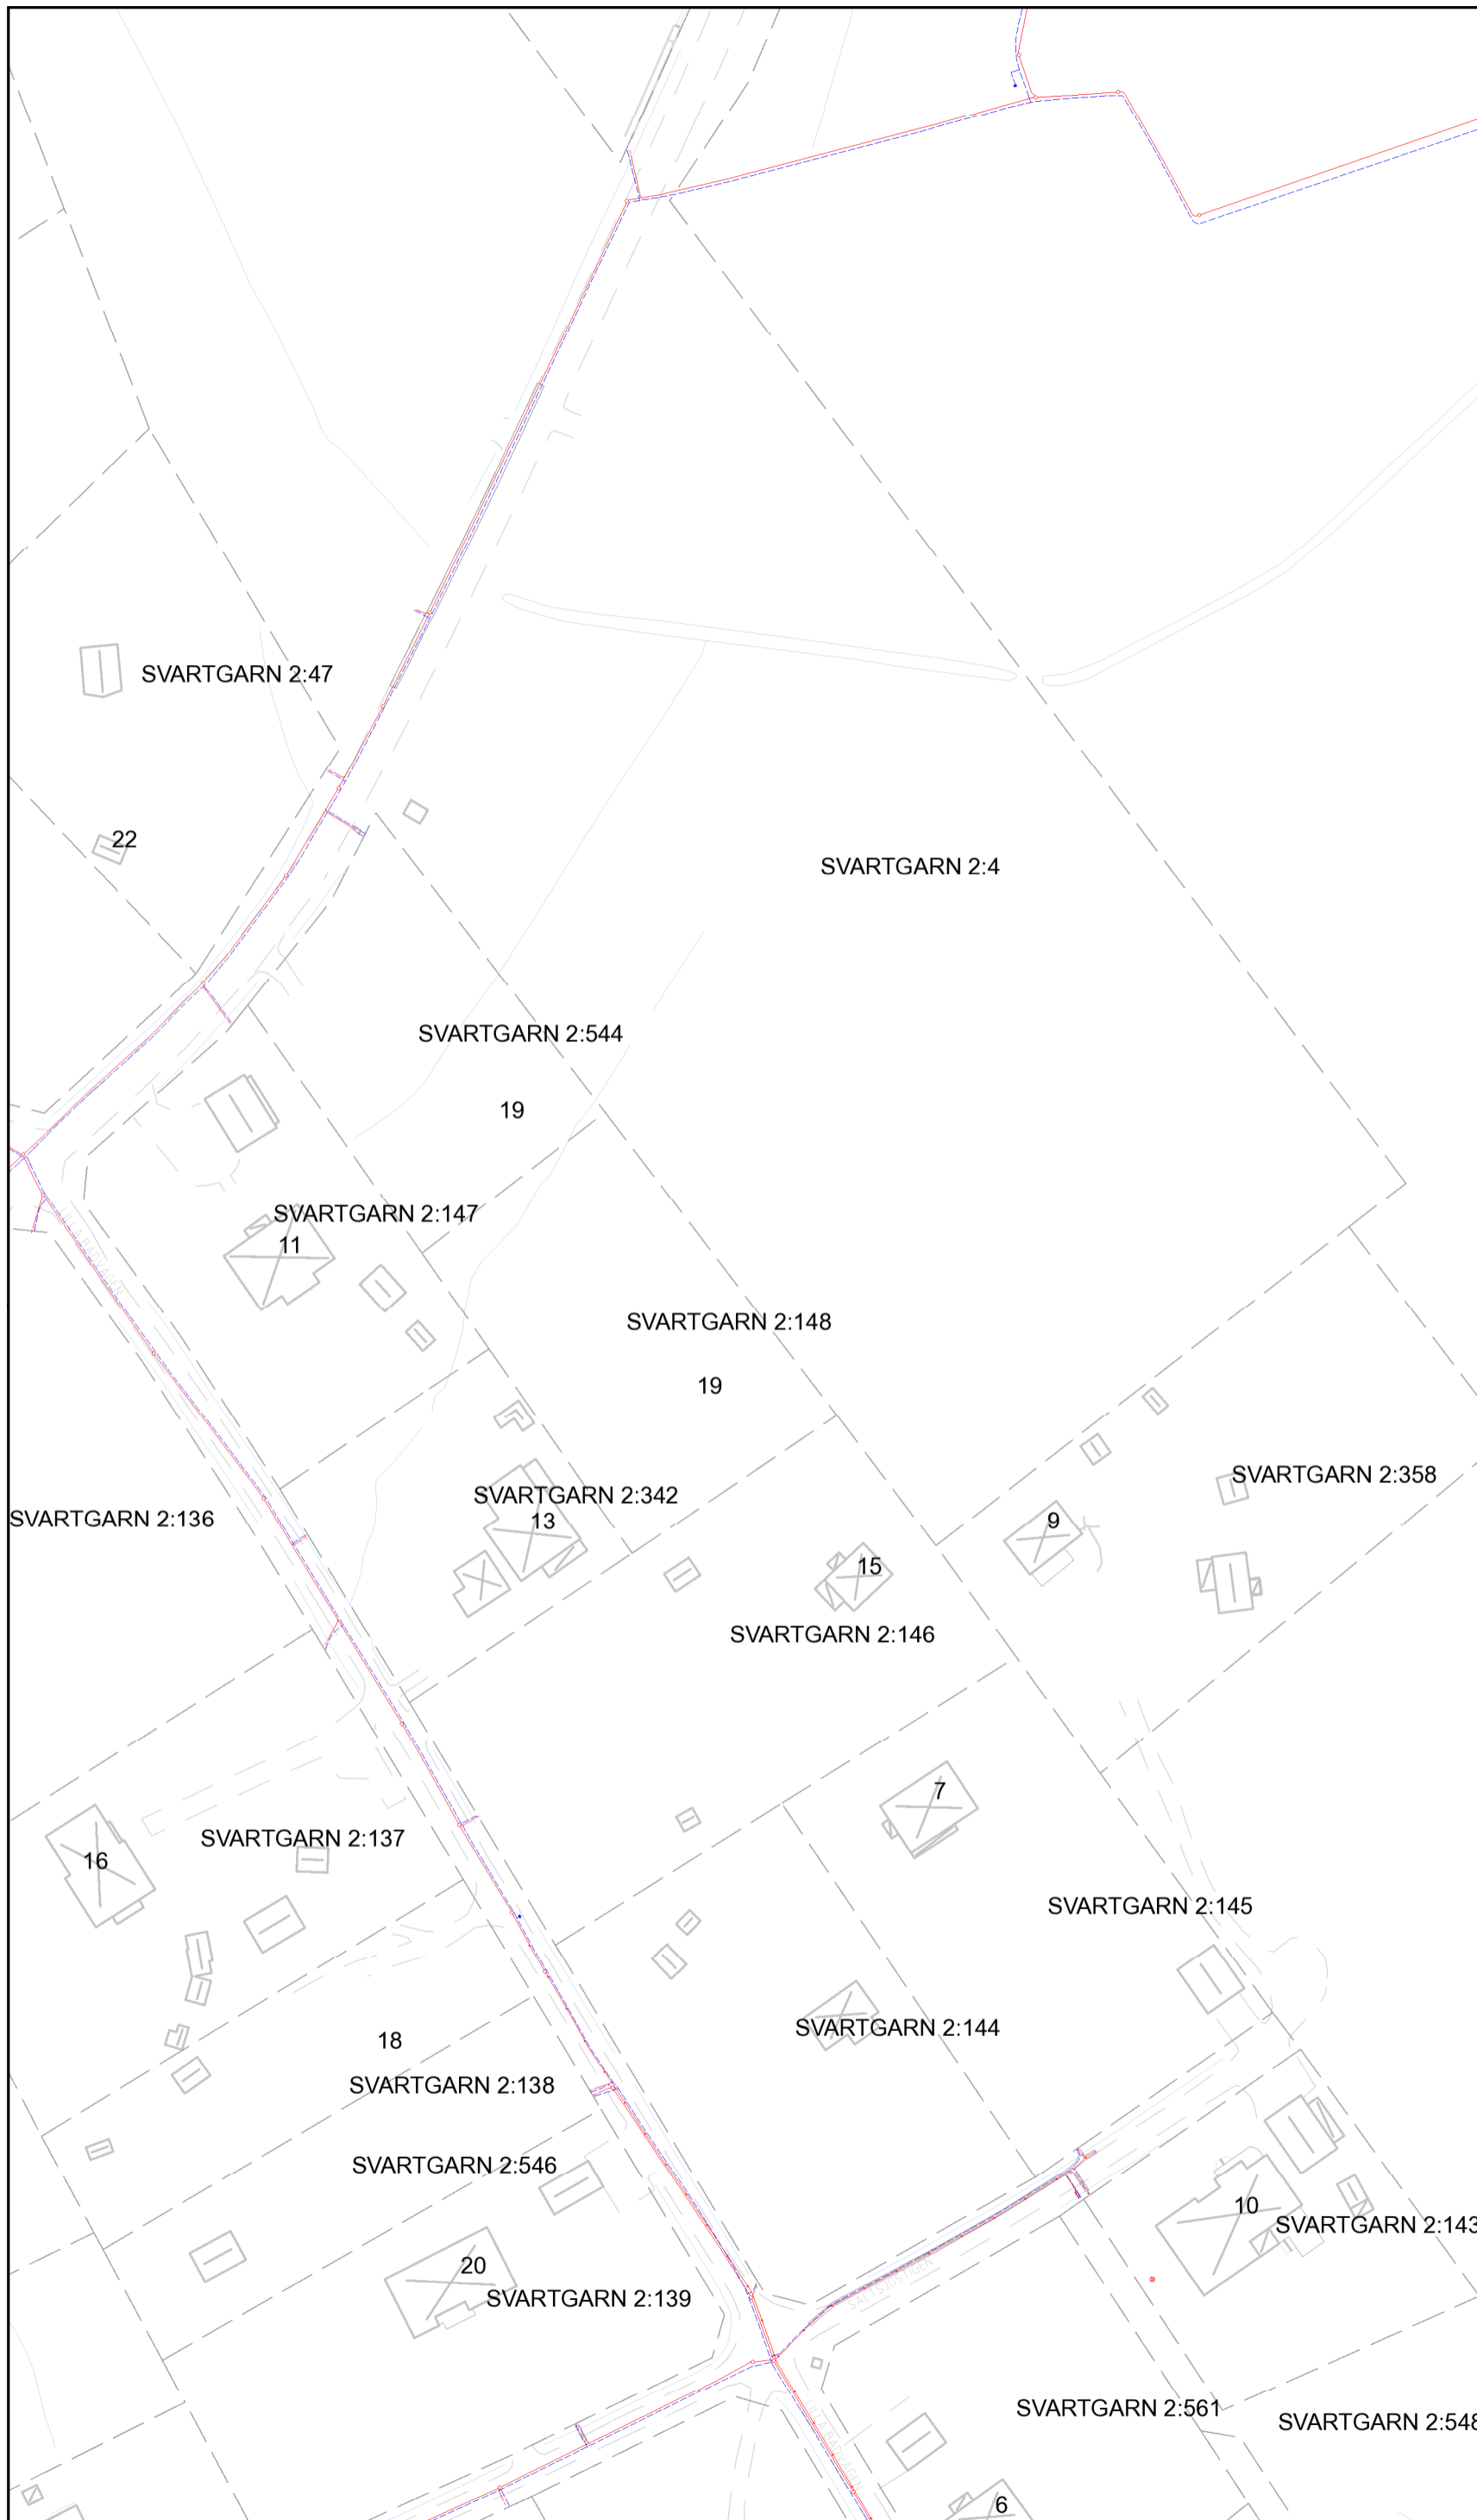 SVARTGARN 2:47
22
SVARTGARN 2:4
SVARTGARN 2:544
19
SVARTGARN 2:147
11
SVARTGARN 2:148
19
SVARTGARN 2:358
SVARTGARN 2:342
SVARTGARN 2:136
13
9
15
SVARTGARN 2:146
7
SVARTGARN 2:137
16
SVARTGARN 2:145
SVARTGARN 2:144
18
SVARTGARN 2:138
SVARTGARN 2:546
10
SVARTGARN 2:143
20
SVARTGARN 2:139
SVARTGARN 2:561
SVARTGARN 2:548
6